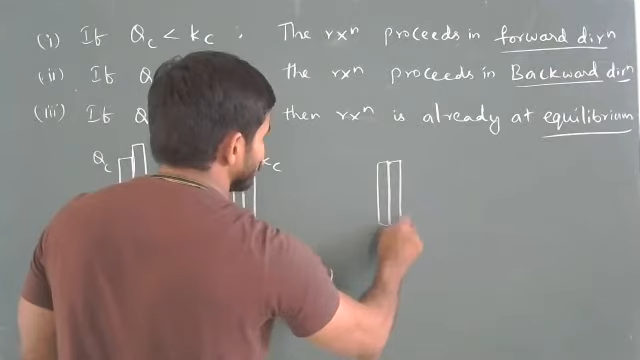 (i) If Qc < Kc : The rxⁿ proceeds in forward dirⁿ
(ii) If Q the rxⁿ proceeds in Backward dirⁿ
(iii) If Q then rxⁿ is already at equilibrium
Qc Kc